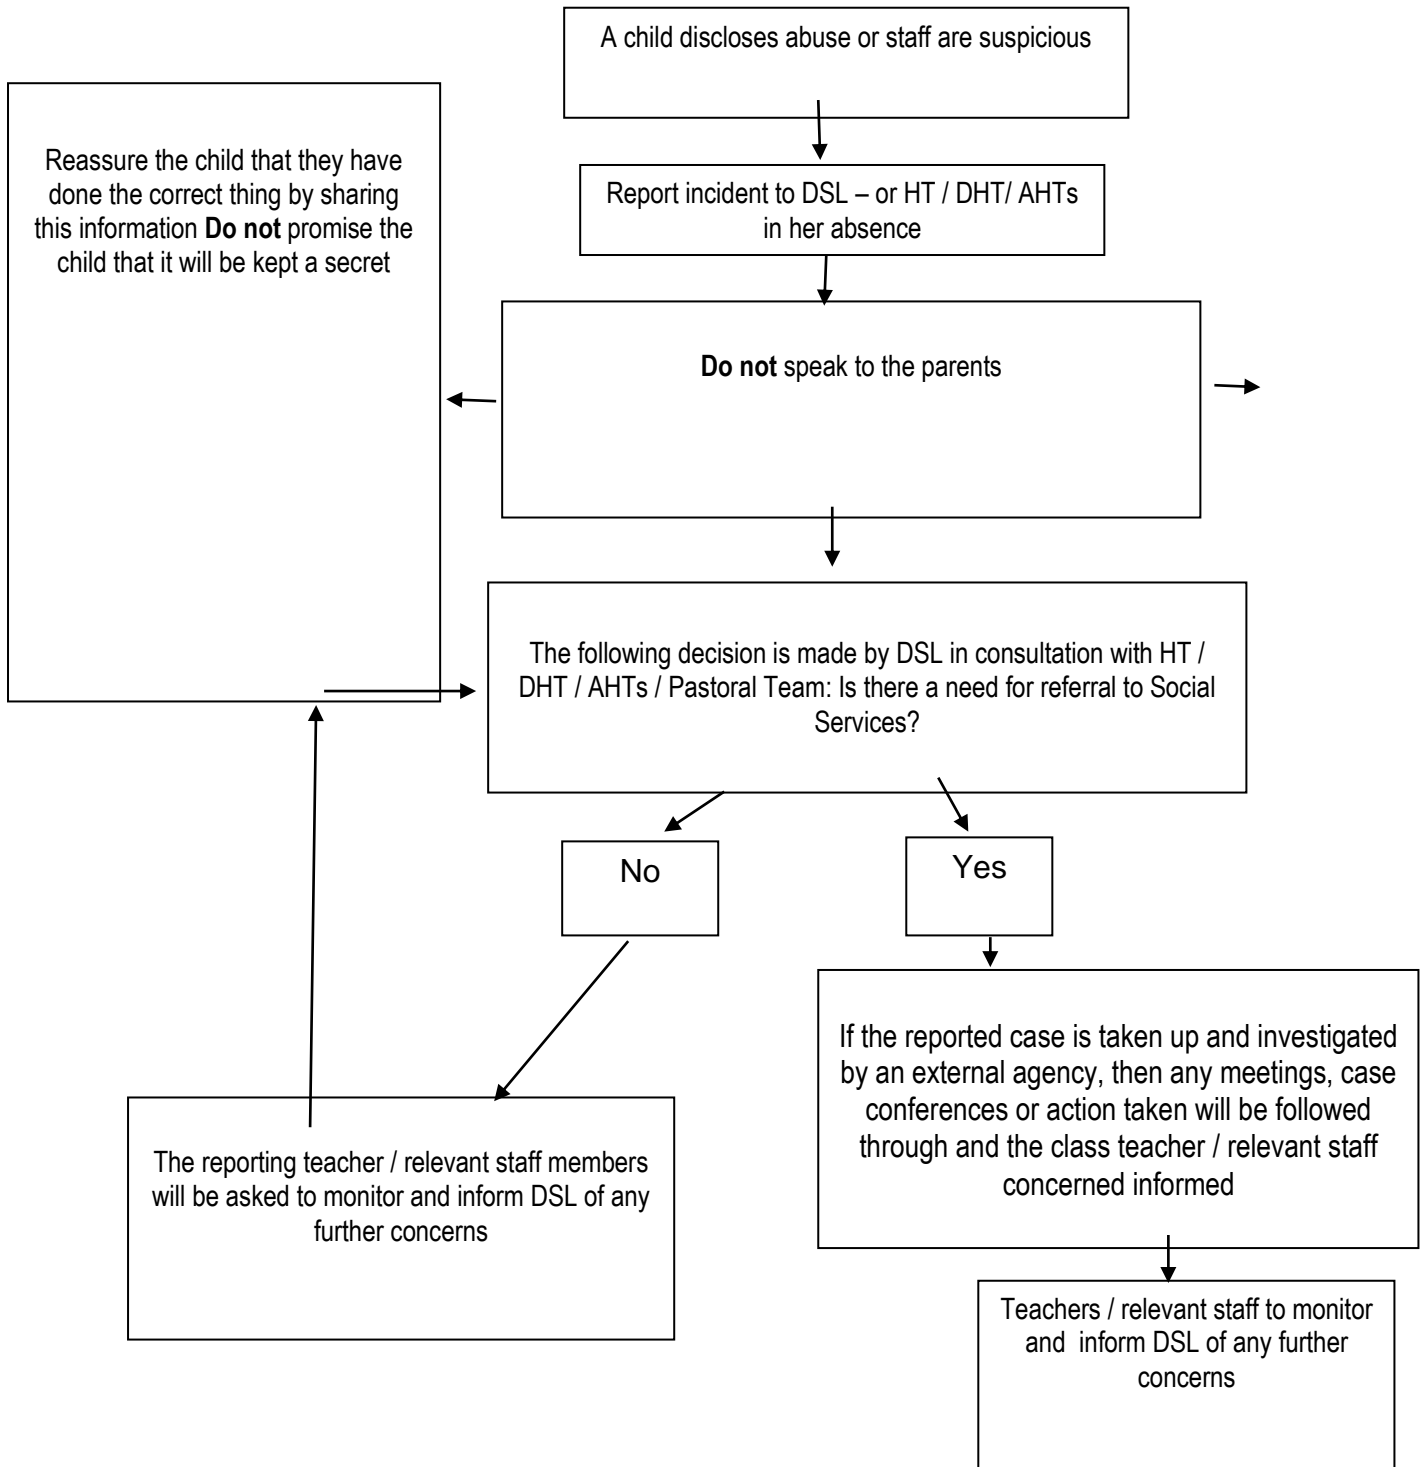 A child discloses abuse or staff are suspicious
Reassure the child that they have
done the correct thing by sharing
this information Do not promise the
child that it will be kept a secret
Report incident to DSL – or HT / DHT/ AHTs
in her absence
Do not speak to the parents
The following decision is made by DSL in consultation with HT /
DHT / AHTs / Pastoral Team: Is there a need for referral to Social
Services?
No
Yes
If the reported case is taken up and investigated
by an external agency, then any meetings, case
conferences or action taken will be followed
through and the class teacher / relevant staff
concerned informed
The reporting teacher / relevant staff members
will be asked to monitor and inform DSL of any
further concerns
Teachers / relevant staff to monitor
and  inform DSL of any further
concerns